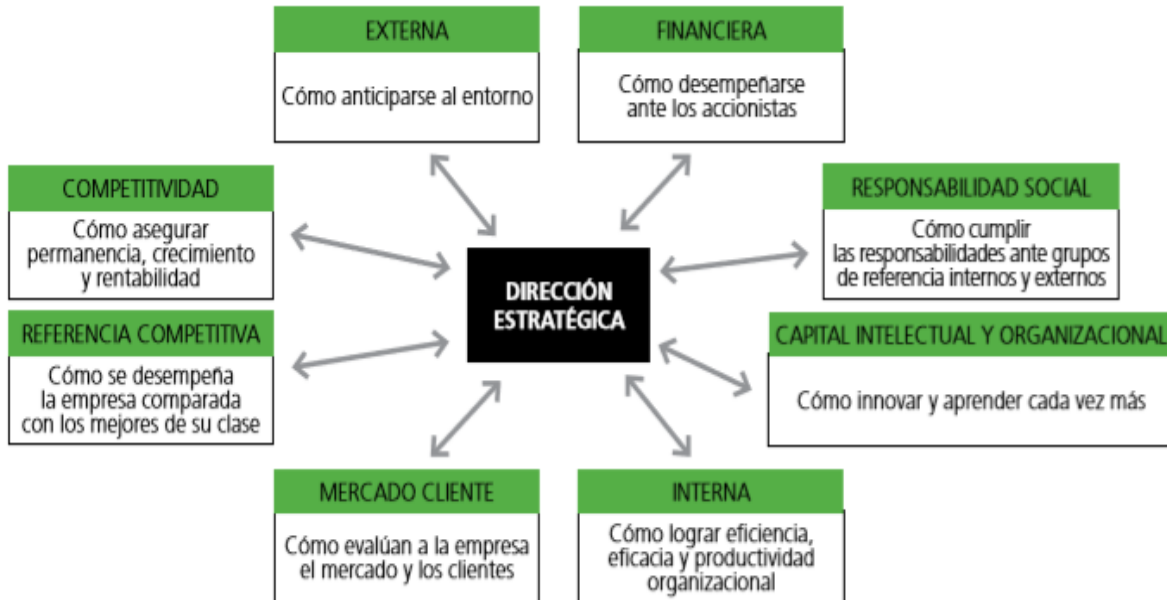 EXTERNA
Cómo anticiparse al entorno
FINANCIERA
Cómo desempeñarse
ante los accionistas
COMPETITIVIDAD
Cómo asegurar
permanencia, crecimiento
y rentabilidad
RESPONSABILIDAD SOCIAL
Cómo cumplir
las responsabilidades ante grupos
de referencia internos y externos
DIRECCIÓN
ESTRATÉGICA
REFERENCIA COMPETITIVA
Cómo se desempeña
la empresa comparada
con los mejores de su clase
CAPITAL INTELECTUAL Y ORGANIZACIONAL
Cómo innovar y aprender cada vez más
MERCADO CLIENTE
Cómo evalúan a la empresa
el mercado y los clientes
INTERNA
Cómo lograr eficiencia,
eficacia y productividad
organizacional